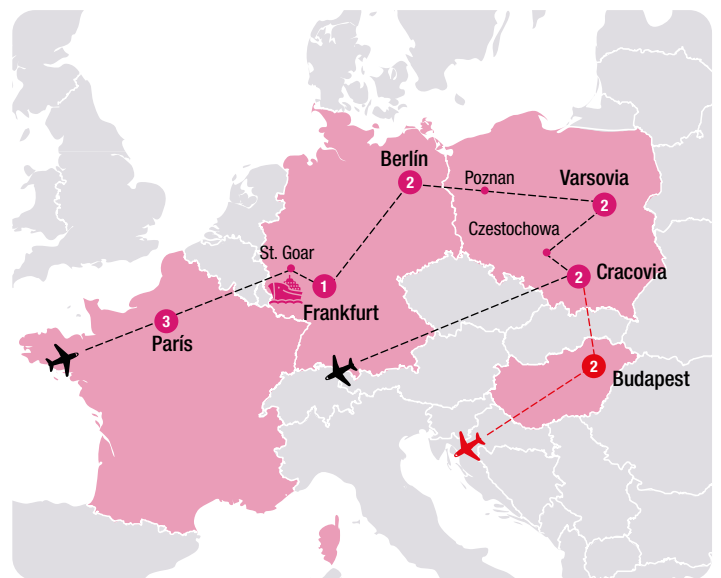 Berlín
2
Poznan
Varsovia
2
Czestochowa
St. Goar
1
Frankfurt
2
Cracovia
3
París
2
Budapest